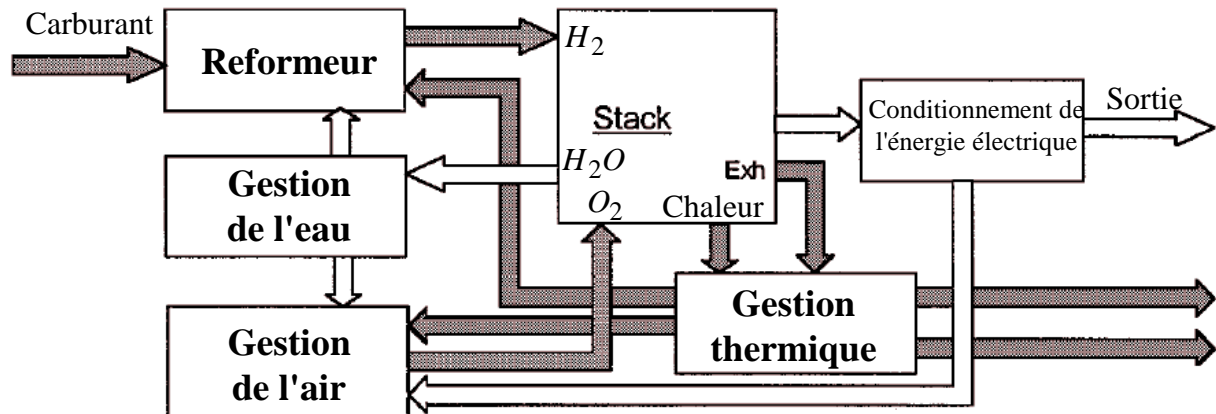 Carburant
Reformeur
H2
Stack
H2O
O2
Exh
Chaleur
Conditionnement de
l'énergie électrique
Sortie
Gestion
de l'eau
Gestion
thermique
Gestion
de l'air